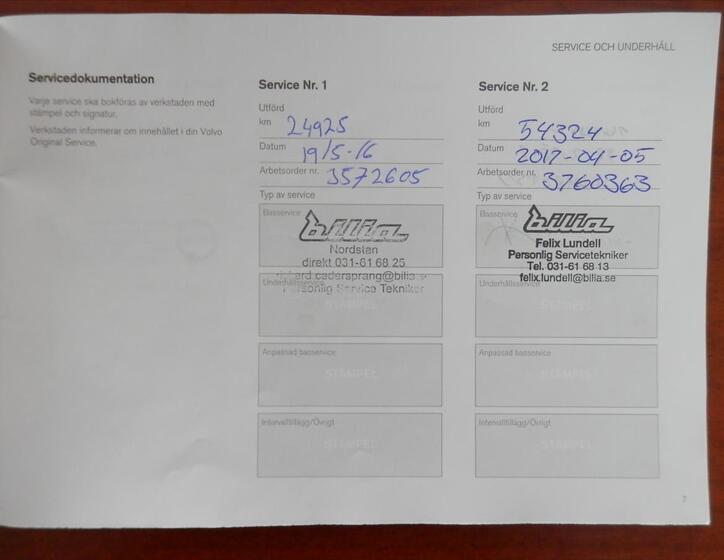 SERVICE OCH UNDERHÅLL
Servicedokumentation
Varje service ska bokföras av verkstaden med
stämpel och signatur.
Verkstaden informerar om innehållet i din Volvo
Original Service.
Service Nr. 1
Utförd
km 24925
Datum 19/5-16
Arbetsorder nr. 3572605
Typ av service
Basservice
bilia
Nordstan
direkt 031-61 68 25
Personlig Service Tekniker
Underhållsservice
STÄMPEL
Anpassad basservice
STÄMPEL
Intervalltillägg/Övrigt
STÄMPEL
Service Nr. 2
Utförd
km 54324
Datum 2017-04-05
Arbetsorder nr. 3760363
Typ av service
Basservice
bilia
Felix Lundell
Personlig Servicetekniker
Tel. 031-61 68 13
felix.lundell@bilia.se
Underhållsservice
STÄMPEL
Anpassad basservice
STÄMPEL
Intervalltillägg/Övrigt
STÄMPEL
7